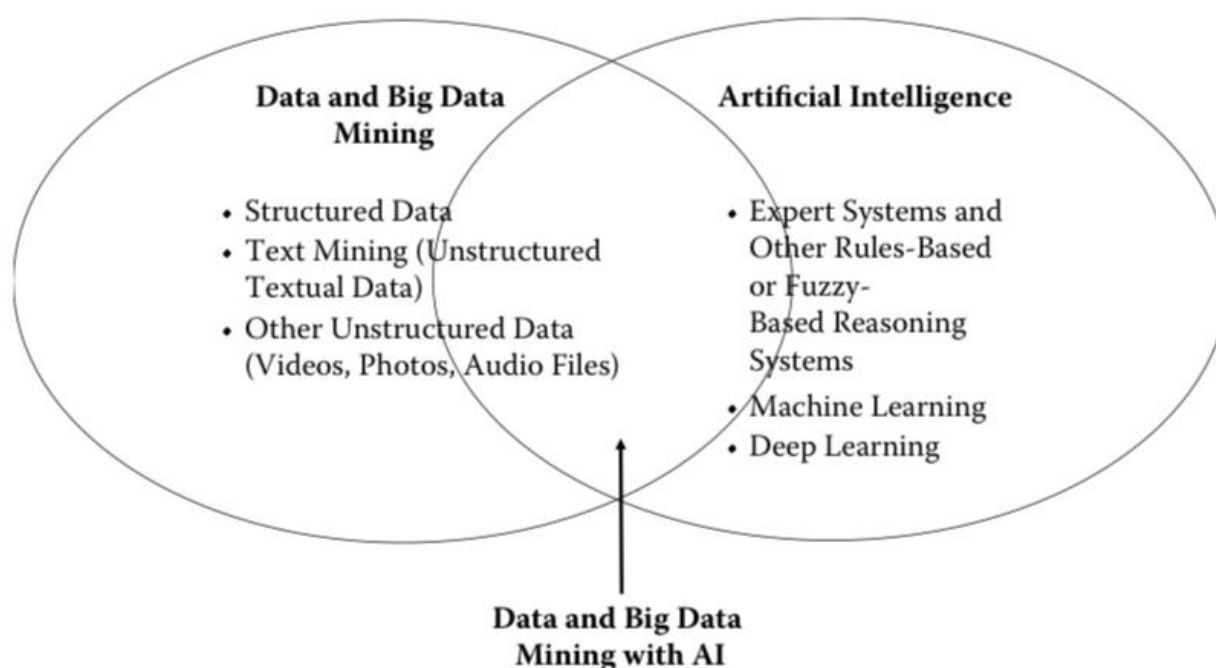 Data and Big Data
Mining
• Structured Data
• Text Mining (Unstructured
Textual Data)
• Other Unstructured Data
(Videos, Photos, Audio Files)
Artificial Intelligence
• Expert Systems and
Other Rules-Based
or Fuzzy-
Based Reasoning
Systems
• Machine Learning
• Deep Learning
Data and Big Data
Mining with AI